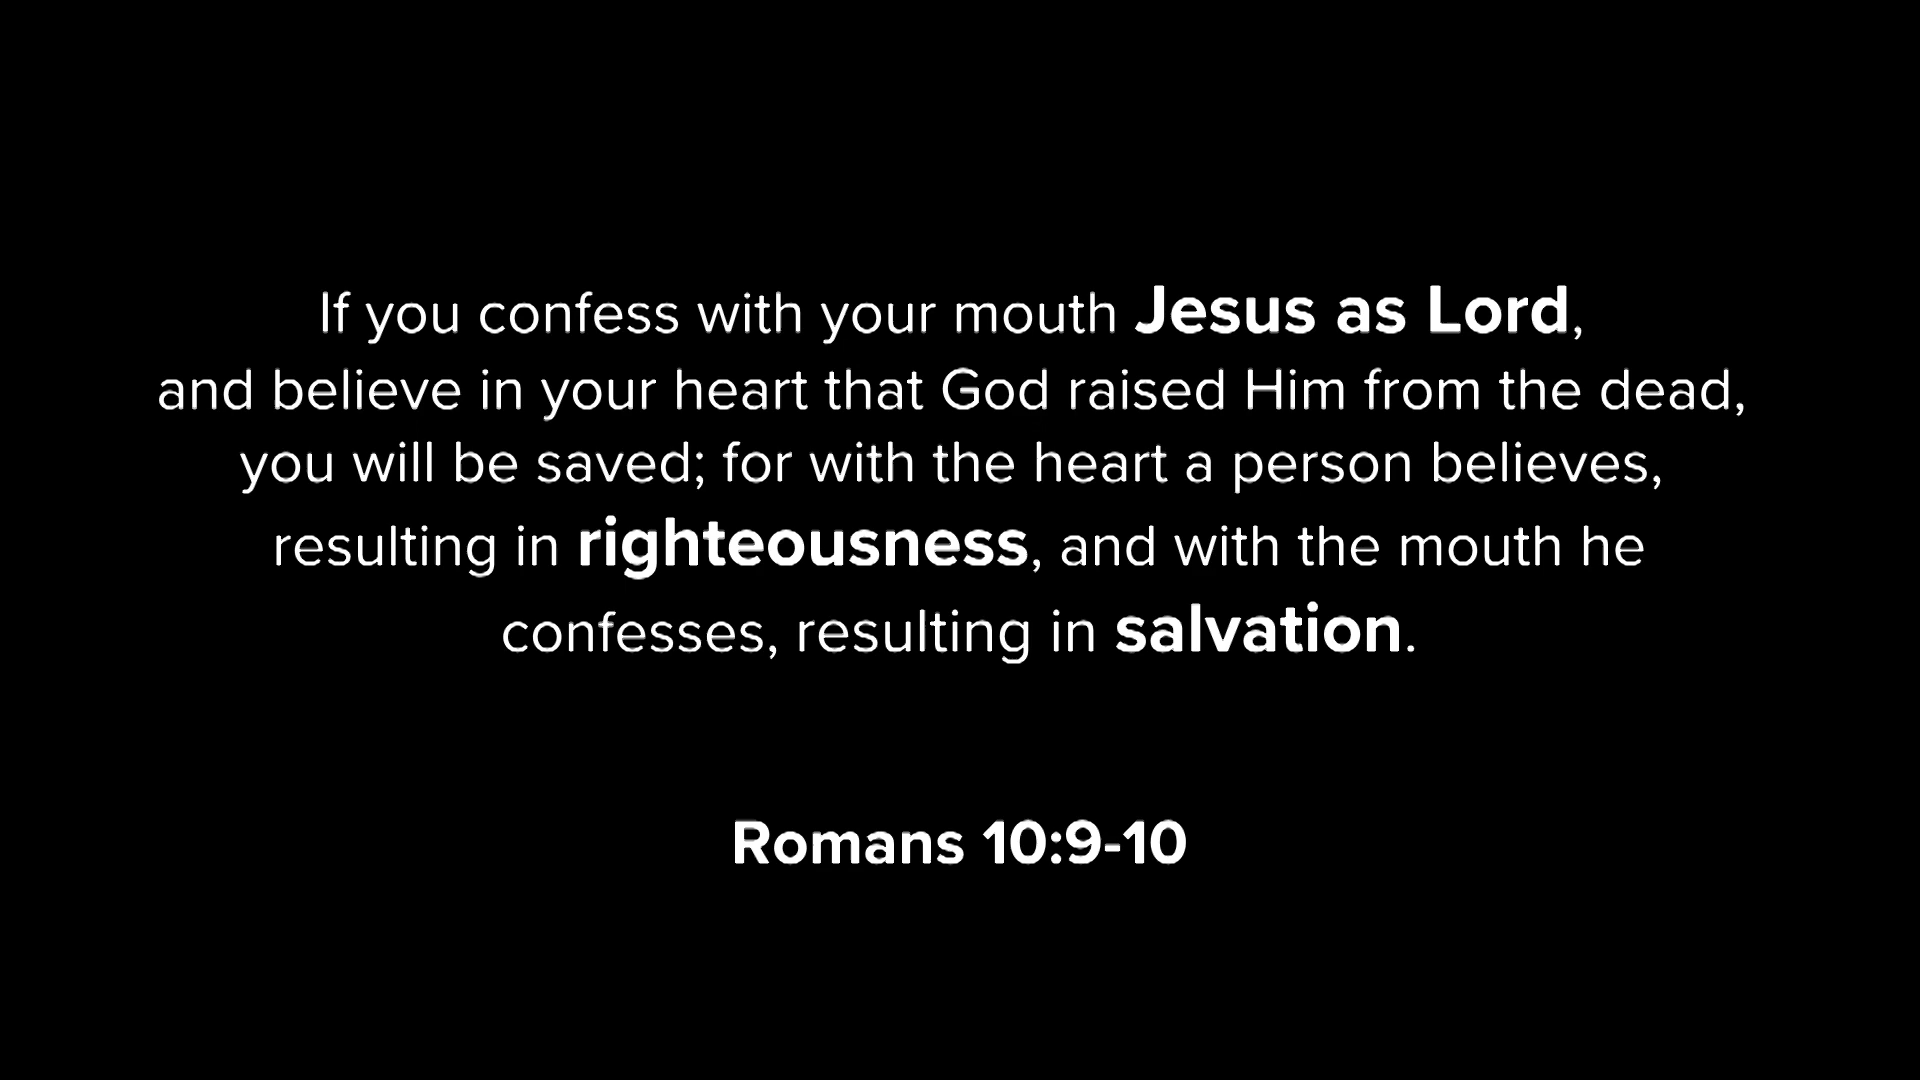 If you confess with your mouth Jesus as Lord,
and believe in your heart that God raised Him from the dead,
you will be saved; for with the heart a person believes,
resulting in righteousness, and with the mouth he
confesses, resulting in salvation.
Romans 10:9-10